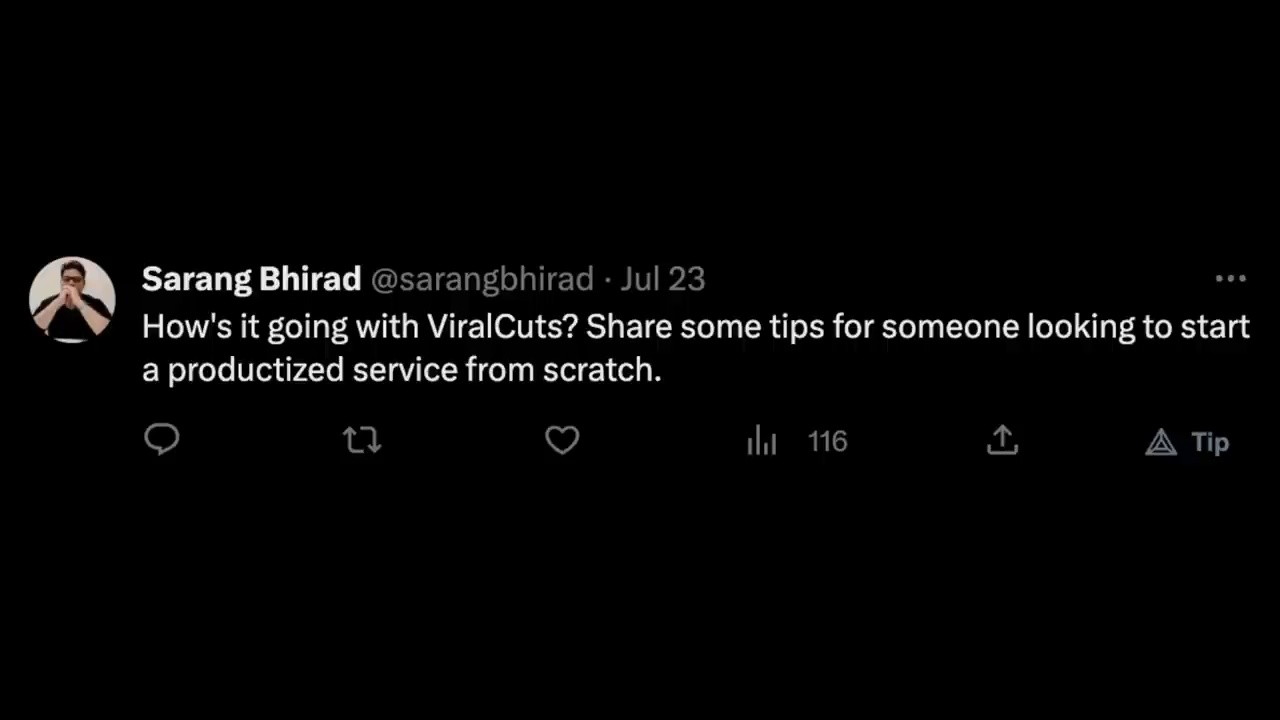 Sarang Bhirad @sarangbhirad · Jul 23
How's it going with ViralCuts? Share some tips for someone looking to start
a productized service from scratch.
116 Tip